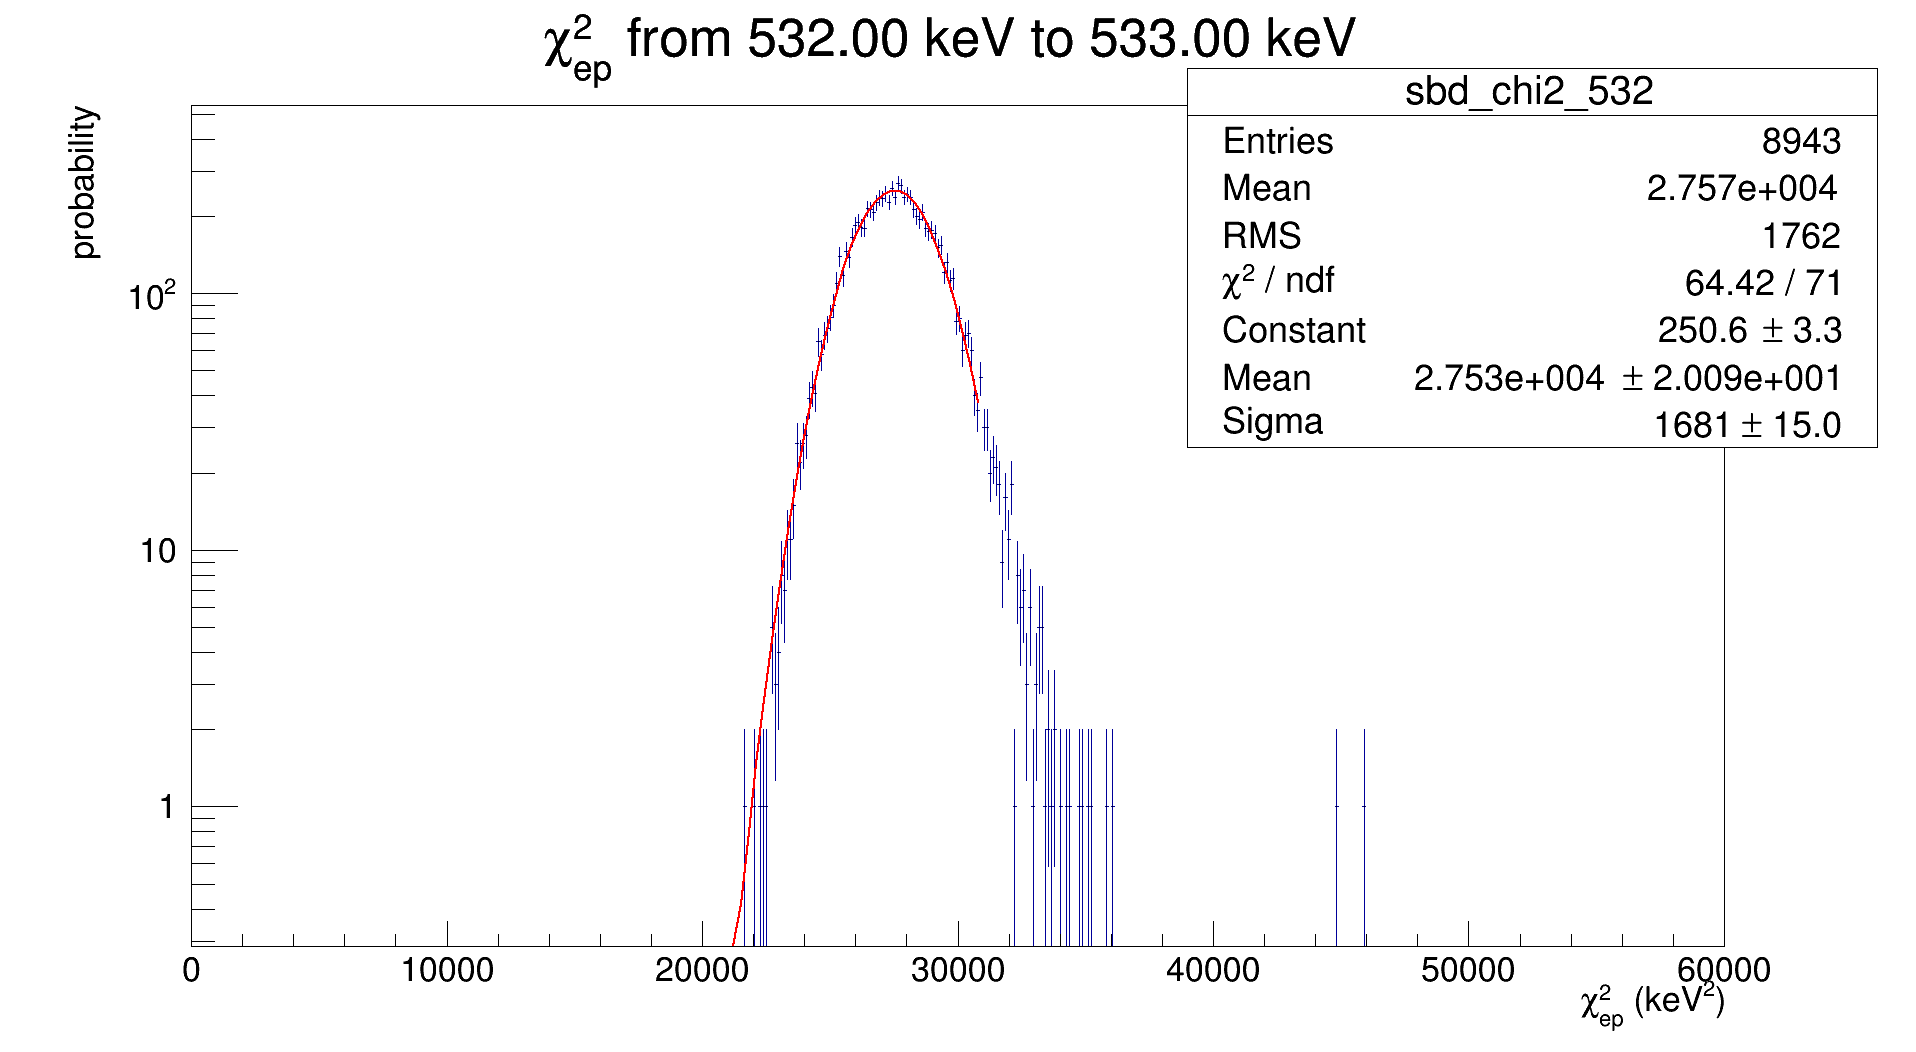 χ²ep from 532.00 keV to 533.00 keV
sbd_chi2_532
Entries 8943
Mean 2.757e+004
RMS 1762
χ² / ndf 64.42 / 71
Constant 250.6 ± 3.3
Mean 2.753e+004 ± 2.009e+001
Sigma 1681 ± 15.0
probability
10²
10
1
0 10000 20000 30000 40000 50000 60000
χ²ep (keV²)